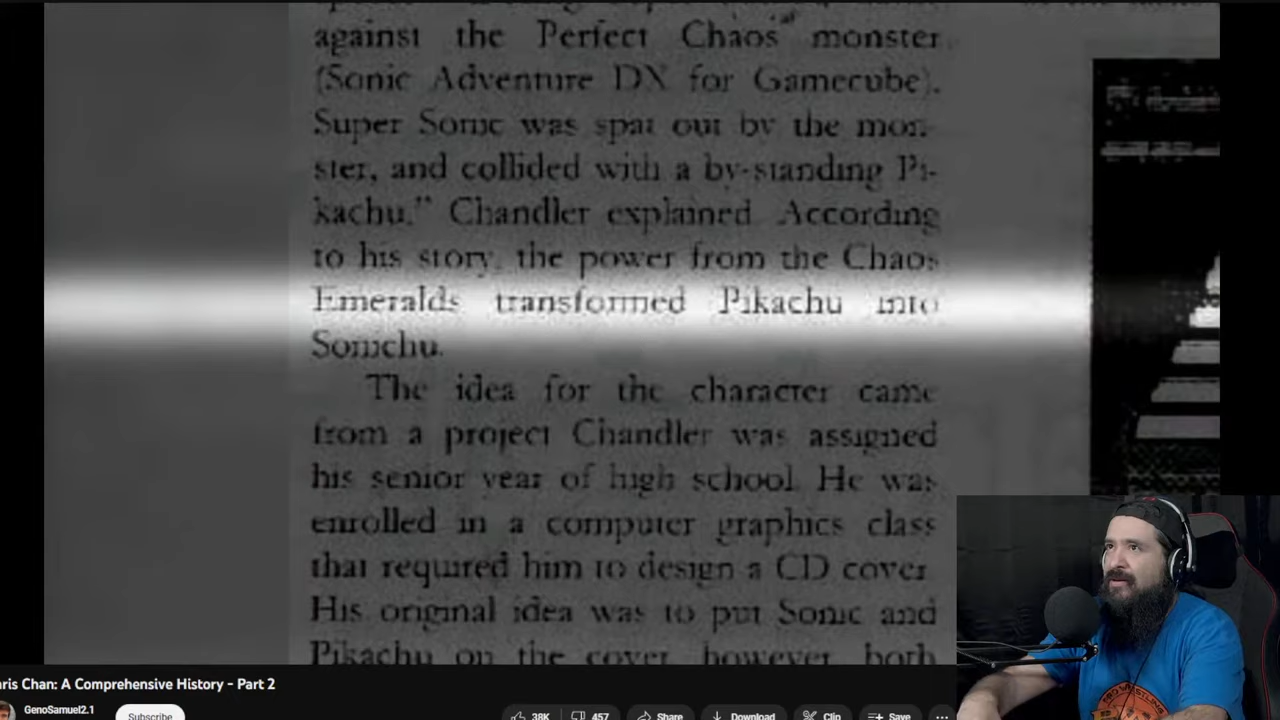 against the Perfect Chaos monster
(Sonic Adventure DX for Gamecube).
Super Sonic was spat out by the mon-
ster, and collided with a by-standing Pi-
kachu.” Chandler explained. According
to his story, the power from the Chaos
Emeralds transformed Pikachu into
Sonichu.
The idea for the character came
from a project Chandler was assigned
his senior year of high school. He was
enrolled in a computer graphics class
that required him to design a CD cover.
His original idea was to put Sonic and
Pikachu on the cover, however, both
aris Chan: A Comprehensive History - Part 2
GenoSamuel2.1
Subscribe
38K
457
Share
Download
Clip
Save
...